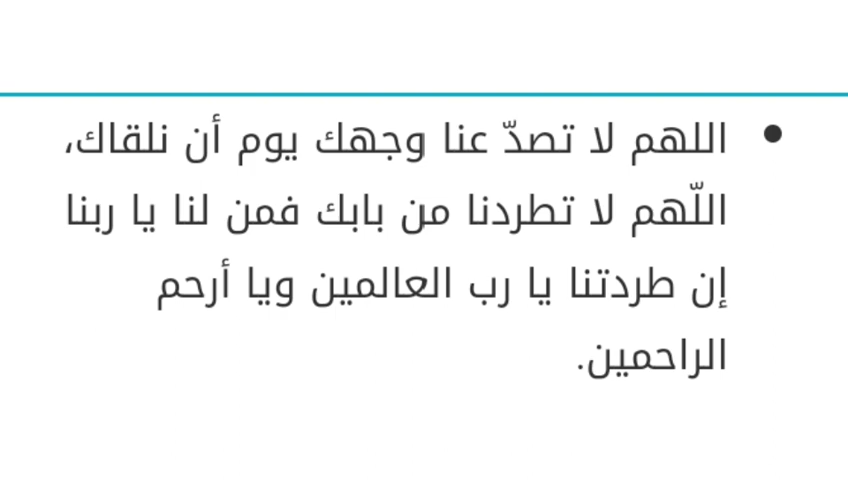 • اللهم لا تصدّ عنا وجهك يوم أن نلقاك،
اللّهم لا تطردنا من بابك فمن لنا يا ربنا
إن طردتنا يا رب العالمين ويا أرحم
الراحمين.